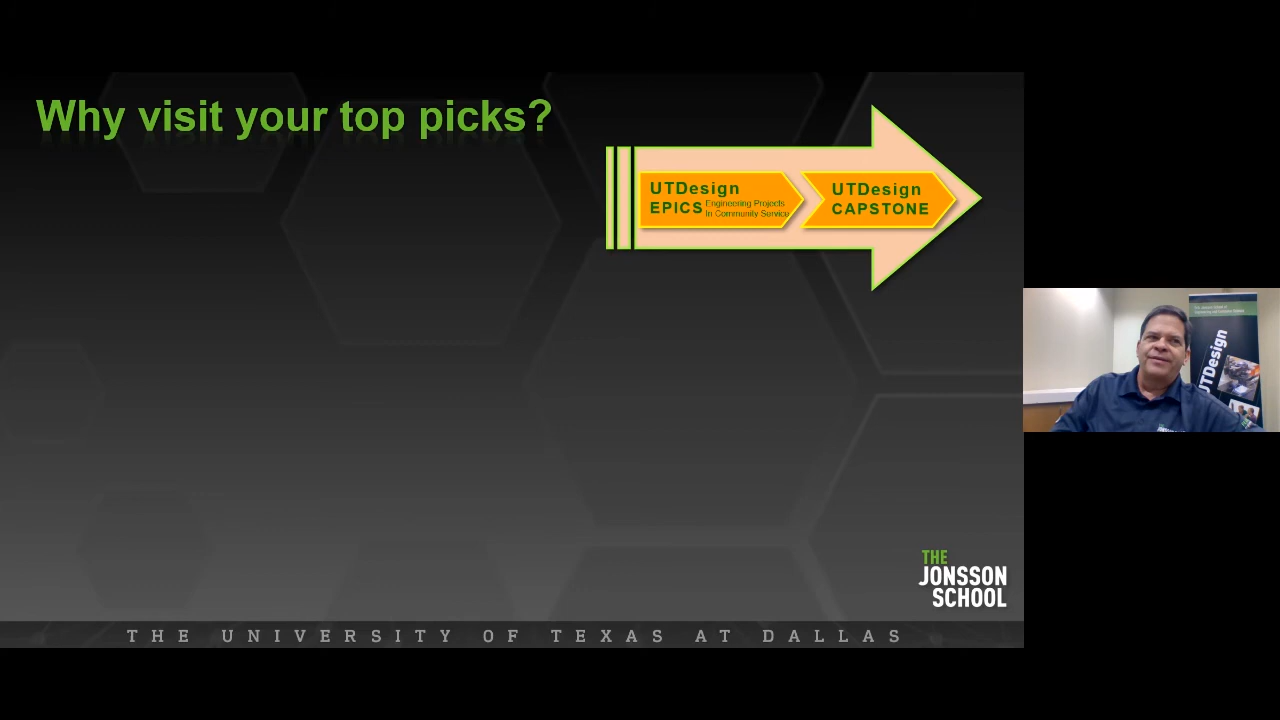 Why visit your top picks?
UTDesign
EPICS Engineering Projects
In Community Service
UTDesign
CAPSTONE
UTDesign
THE
JONSSON
SCHOOL
THE UNIVERSITY OF TEXAS AT DALLAS